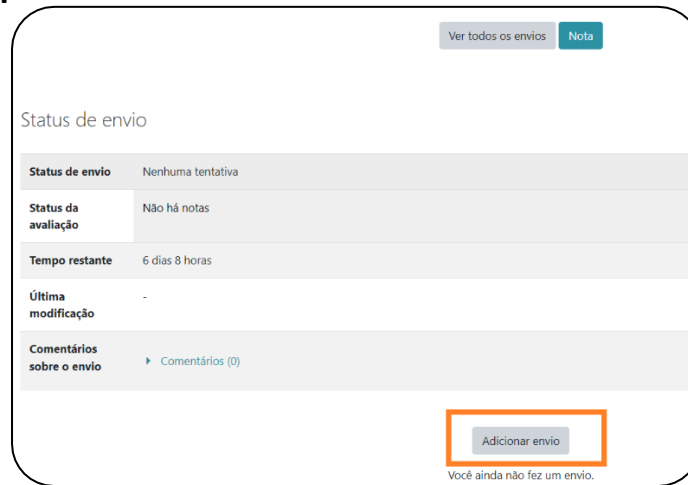 Ver todos os envios Nota
Status de envio
Status de envio Nenhuma tentativa
Status da avaliação Não há notas
Tempo restante 6 dias 8 horas
Última modificação -
Comentários sobre o envio Comentários (0)
Adicionar envio
Você ainda não fez um envio.